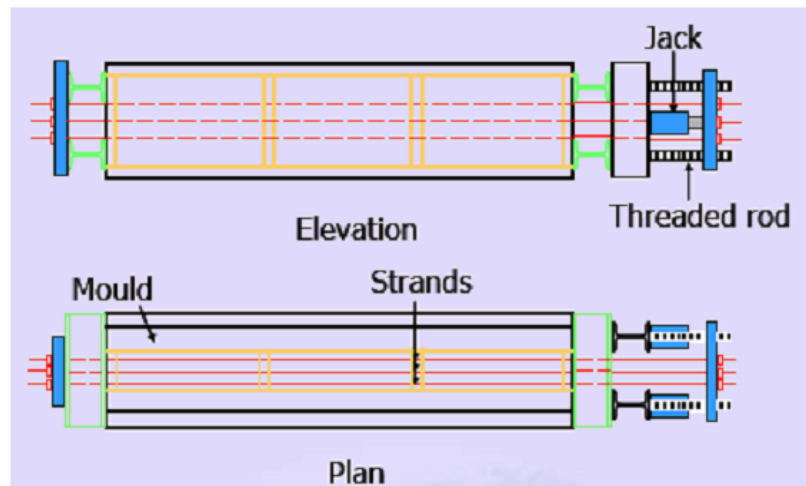 Jack
Threaded rod
Elevation
Mould
Strands
Plan